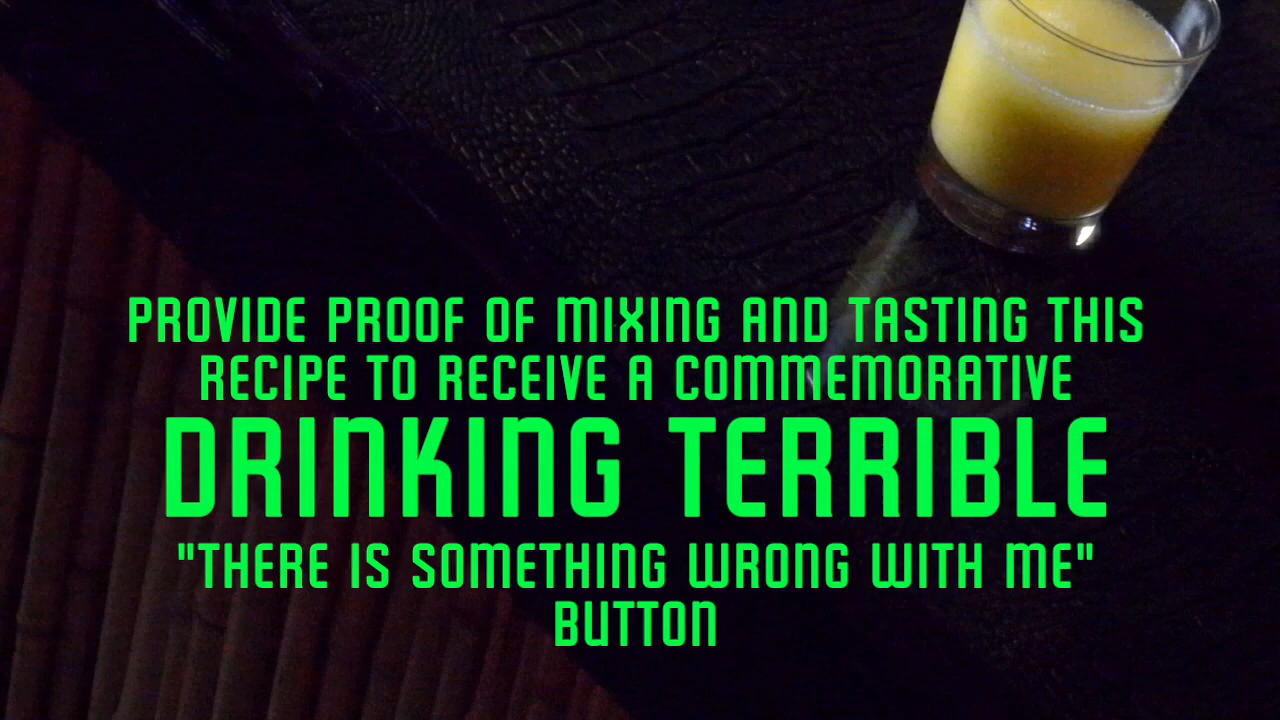 PROVIDE PROOF OF MIXING AND TASTING THIS
RECIPE TO RECEIVE A COMMEMORATIVE
DRINKING TERRIBLE
"THERE IS SOMETHING WRONG WITH ME"
BUTTON